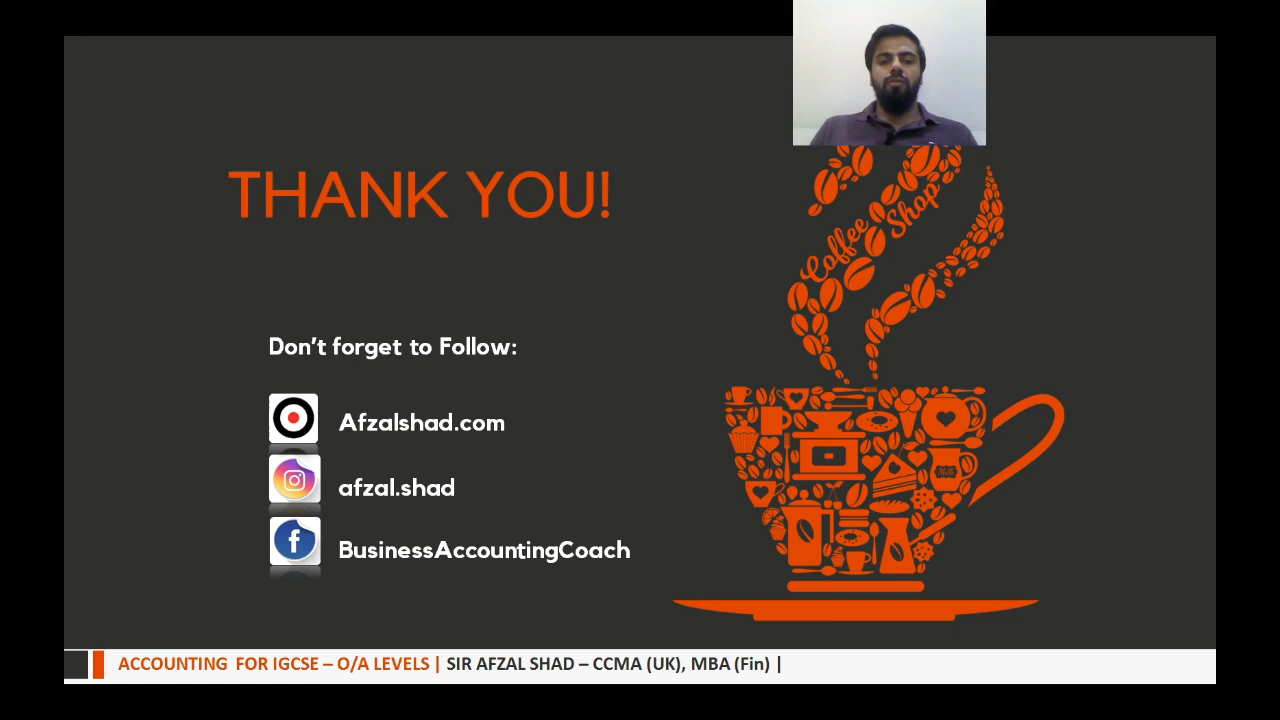 THANK YOU!
Coffee Shop
Don't forget to Follow:
Afzalshad.com
afzal.shad
BusinessAccountingCoach
Milk
ACCOUNTING FOR IGCSE – O/A LEVELS | SIR AFZAL SHAD – CCMA (UK), MBA (Fin) |